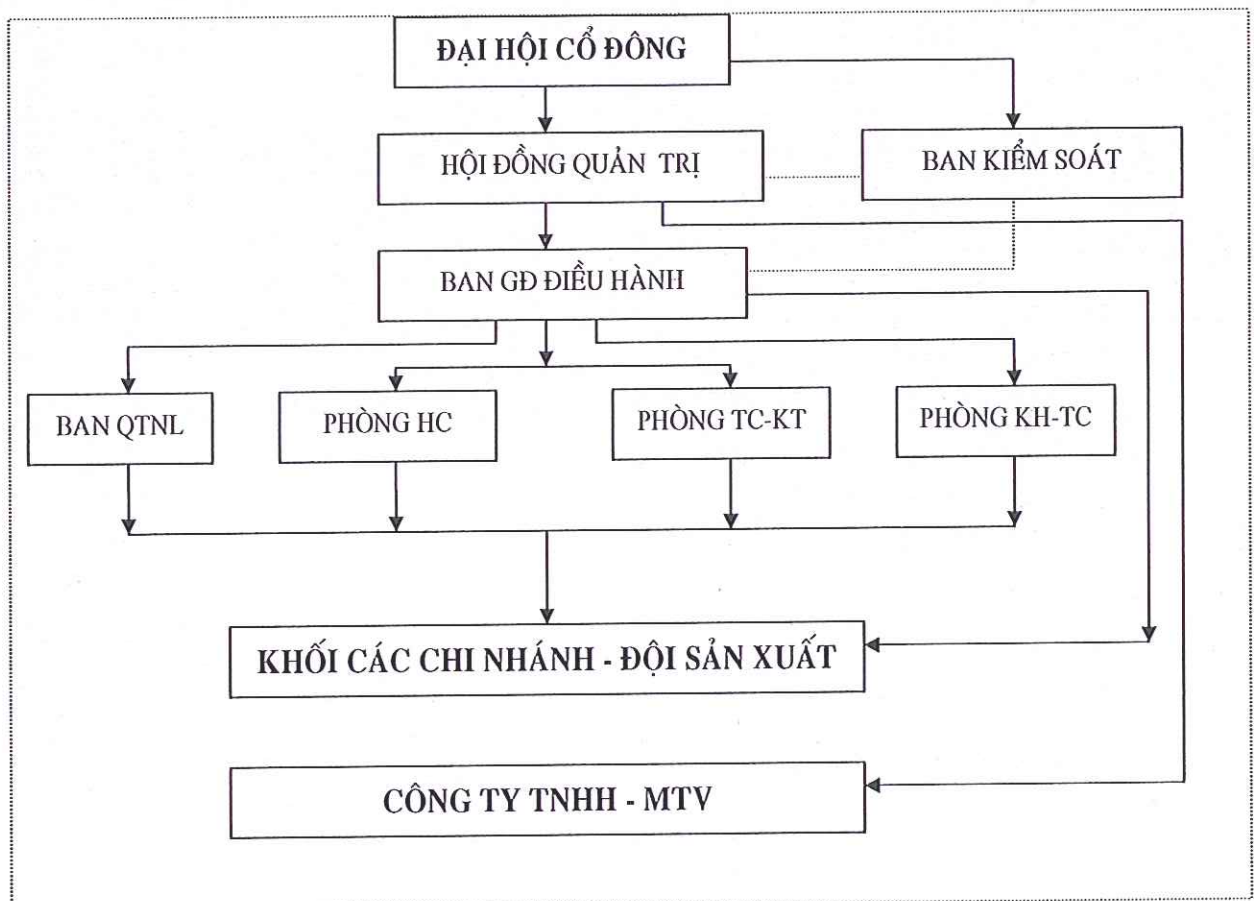 ĐẠI HỘI CỔ ĐÔNG
HỘI ĐỒNG QUẢN TRỊ
BAN KIỂM SOÁT
BAN GĐ ĐIỀU HÀNH
BAN QTNL
PHÒNG HC
PHÒNG TC-KT
PHÒNG KH-TC
KHỐI CÁC CHI NHÁNH - ĐỘI SẢN XUẤT
CÔNG TY TNHH - MTV